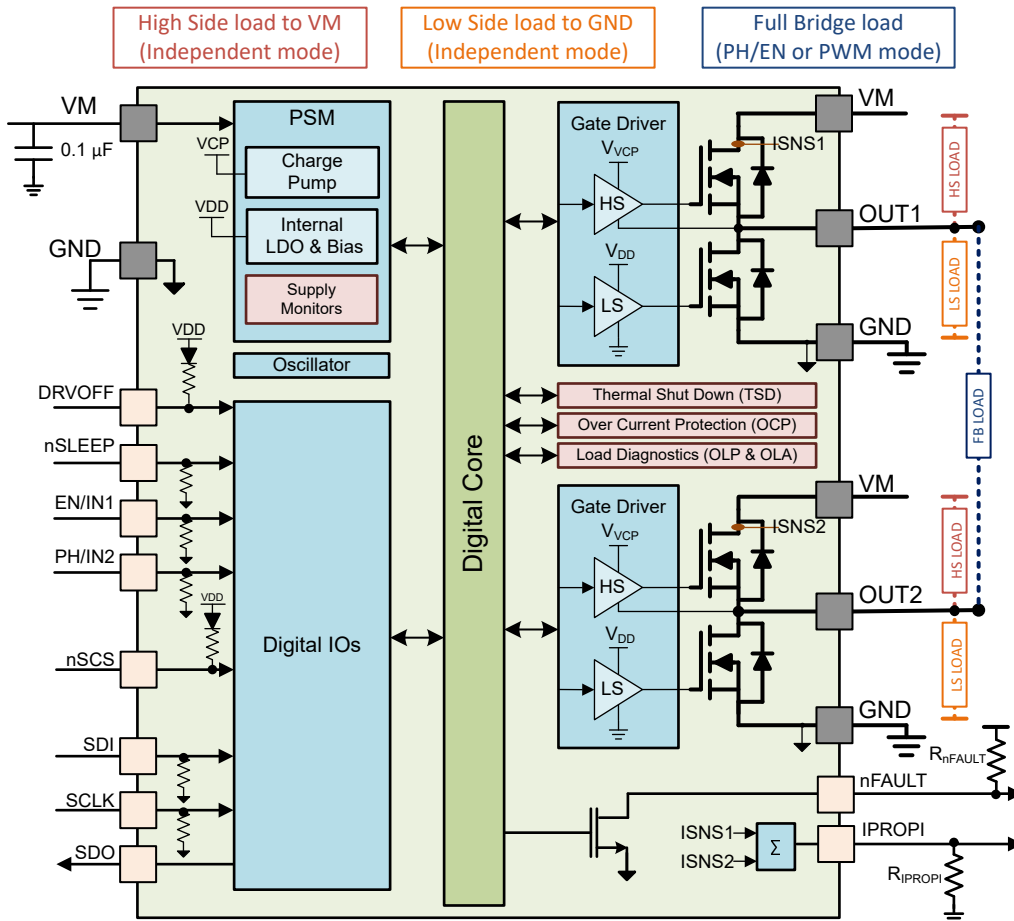 High Side load to VM
(Independent mode)
Low Side load to GND
(Independent mode)
Full Bridge load
(PH/EN or PWM mode)
VM
0.1 µF
GND
PSM
VCP
Charge
Pump
VDD
Internal
LDO & Bias
Supply
Monitors
Oscillator
VDD
DRVOFF
nSLEEP
EN/IN1
PH/IN2
VDD
nSCS
SDI
SCLK
SDO
Digital IOs
Digital Core
Gate Driver
VVCP
HS
VDD
LS
ISNS1
VM
OUT1
GND
HS LOAD
LS LOAD
FB LOAD
Thermal Shut Down (TSD)
Over Current Protection (OCP)
Load Diagnostics (OLP & OLA)
Gate Driver
VVCP
HS
VDD
LS
ISNS2
VM
OUT2
GND
HS LOAD
LS LOAD
RnFAULT
nFAULT
ISNS1
ISNS2
Σ
IPROPI
RIPROPI